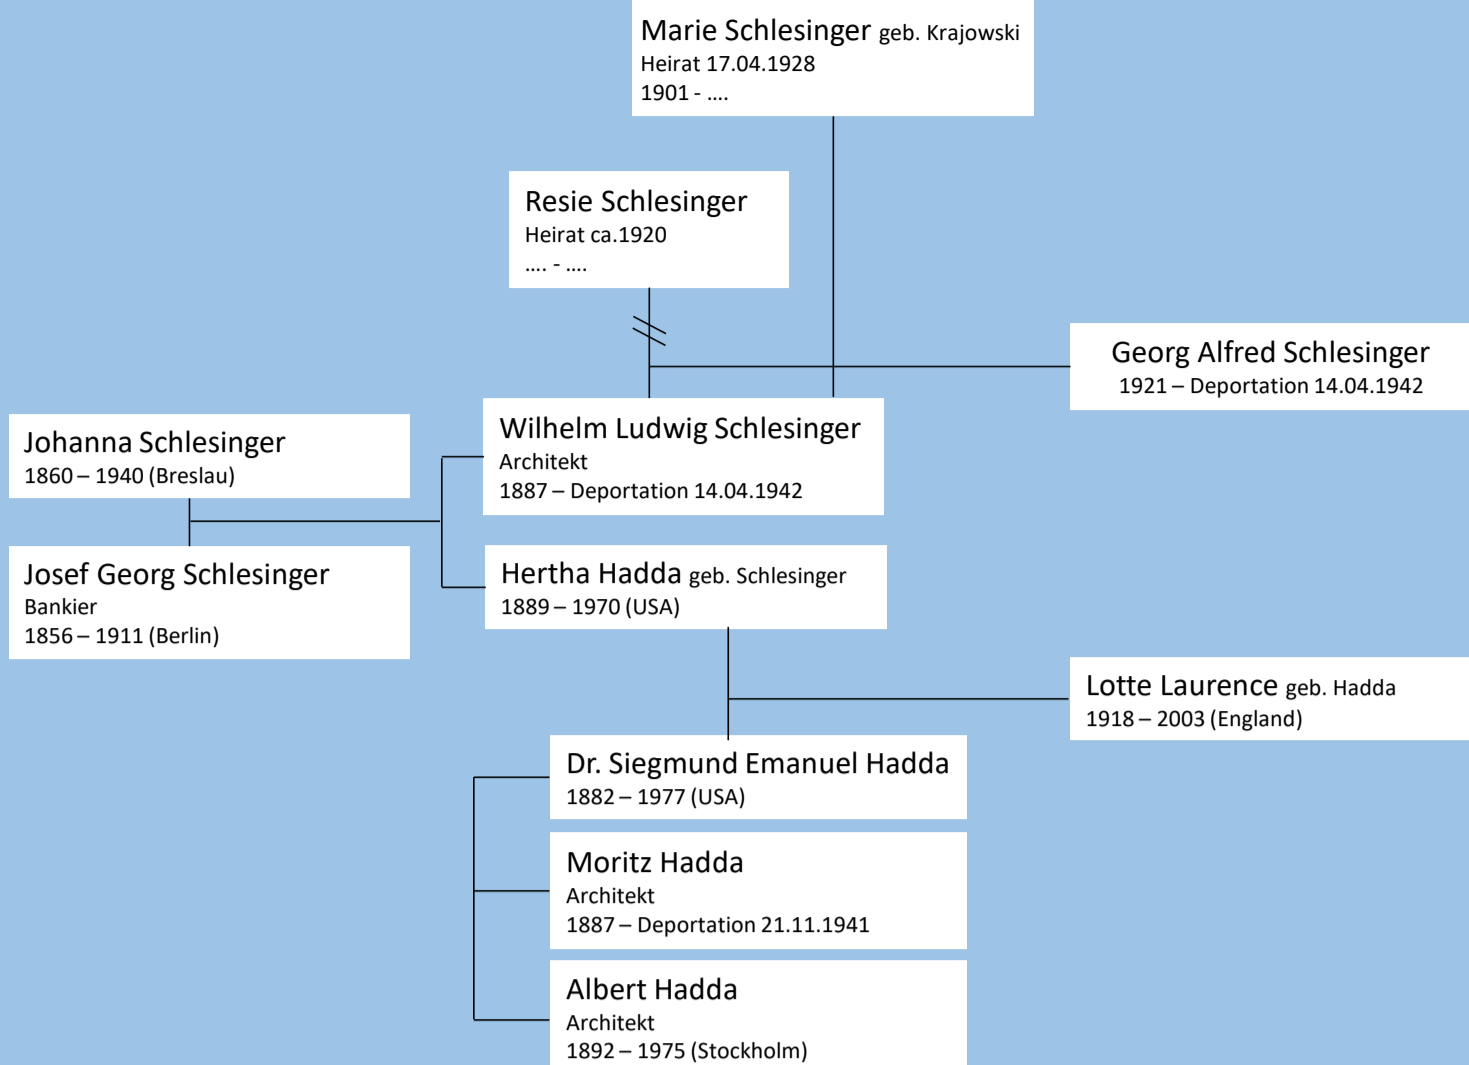 Marie Schlesinger geb. Krajowski
Heirat 17.04.1928
1901 - ....
Resie Schlesinger
Heirat ca.1920
.... - ....
Georg Alfred Schlesinger
1921 – Deportation 14.04.1942
Johanna Schlesinger
1860 – 1940 (Breslau)
Wilhelm Ludwig Schlesinger
Architekt
1887 – Deportation 14.04.1942
Josef Georg Schlesinger
Bankier
1856 – 1911 (Berlin)
Hertha Hadda geb. Schlesinger
1889 – 1970 (USA)
Lotte Laurence geb. Hadda
1918 – 2003 (England)
Dr. Siegmund Emanuel Hadda
1882 – 1977 (USA)
Moritz Hadda
Architekt
1887 – Deportation 21.11.1941
Albert Hadda
Architekt
1892 – 1975 (Stockholm)